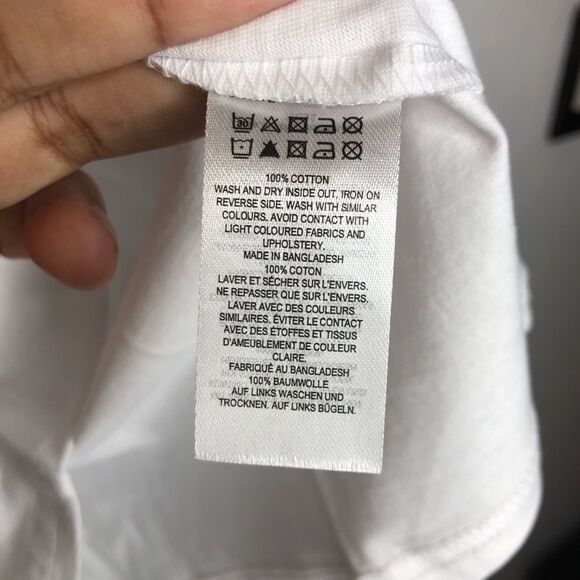 30
100% COTTON
WASH AND DRY INSIDE OUT, IRON ON
REVERSE SIDE. WASH WITH SIMILAR
COLOURS. AVOID CONTACT WITH
LIGHT COLOURED FABRICS AND
UPHOLSTERY.
MADE IN BANGLADESH
100% COTON
LAVER ET SÉCHER SUR L'ENVERS.
NE REPASSER QUE SUR L'ENVERS.
LAVER AVEC DES COULEURS
SIMILAIRES. ÉVITER LE CONTACT
AVEC DES ÉTOFFES ET TISSUS
D'AMEUBLEMENT DE COULEUR
CLAIRE.
FABRIQUÉ AU BANGLADESH
100% BAUMWOLLE
AUF LINKS WASCHEN UND
TROCKNEN. AUF LINKS BÜGELN.